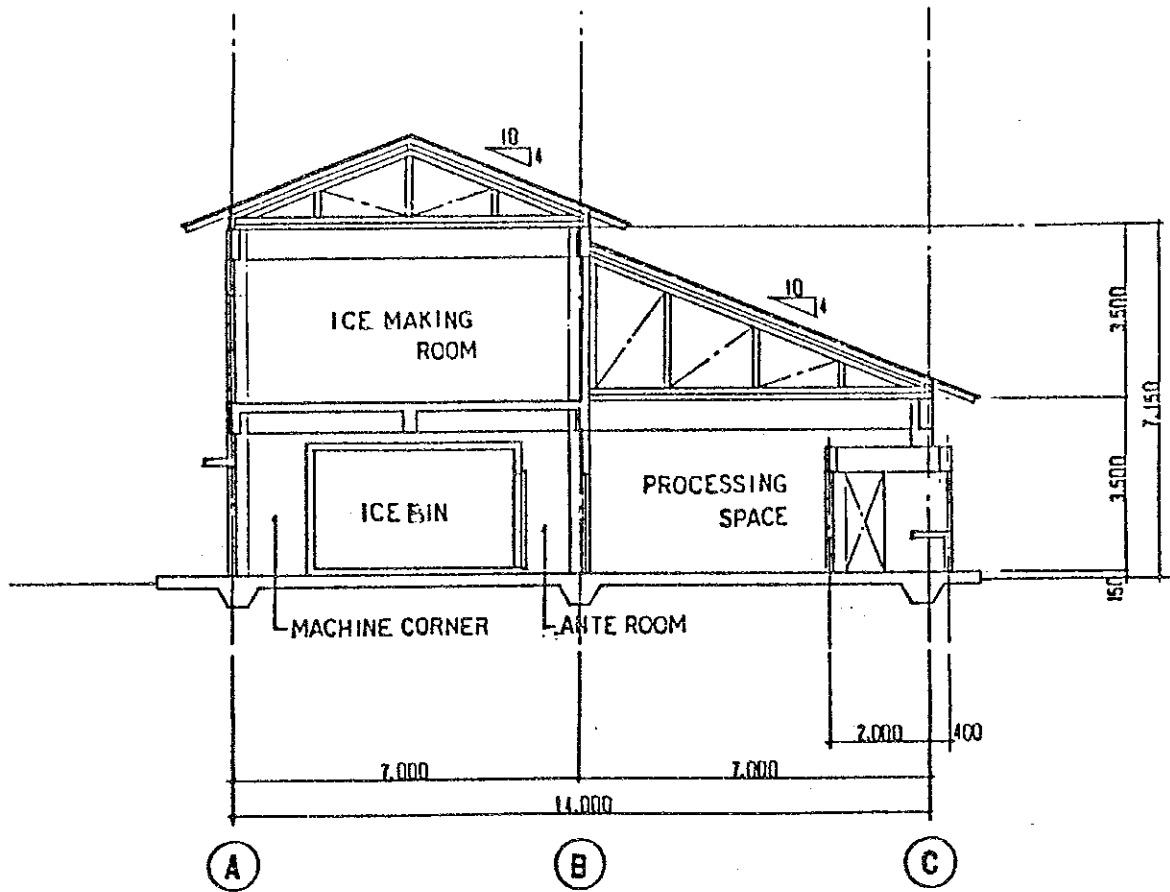 10
4
10
4
ICE MAKING
ROOM
3.500
7.150
PROCESSING
SPACE
3.500
ICE BIN
150
MACHINE CORNER
ANTE ROOM
2.000
400
7.000
7.000
14.000
A
B
C